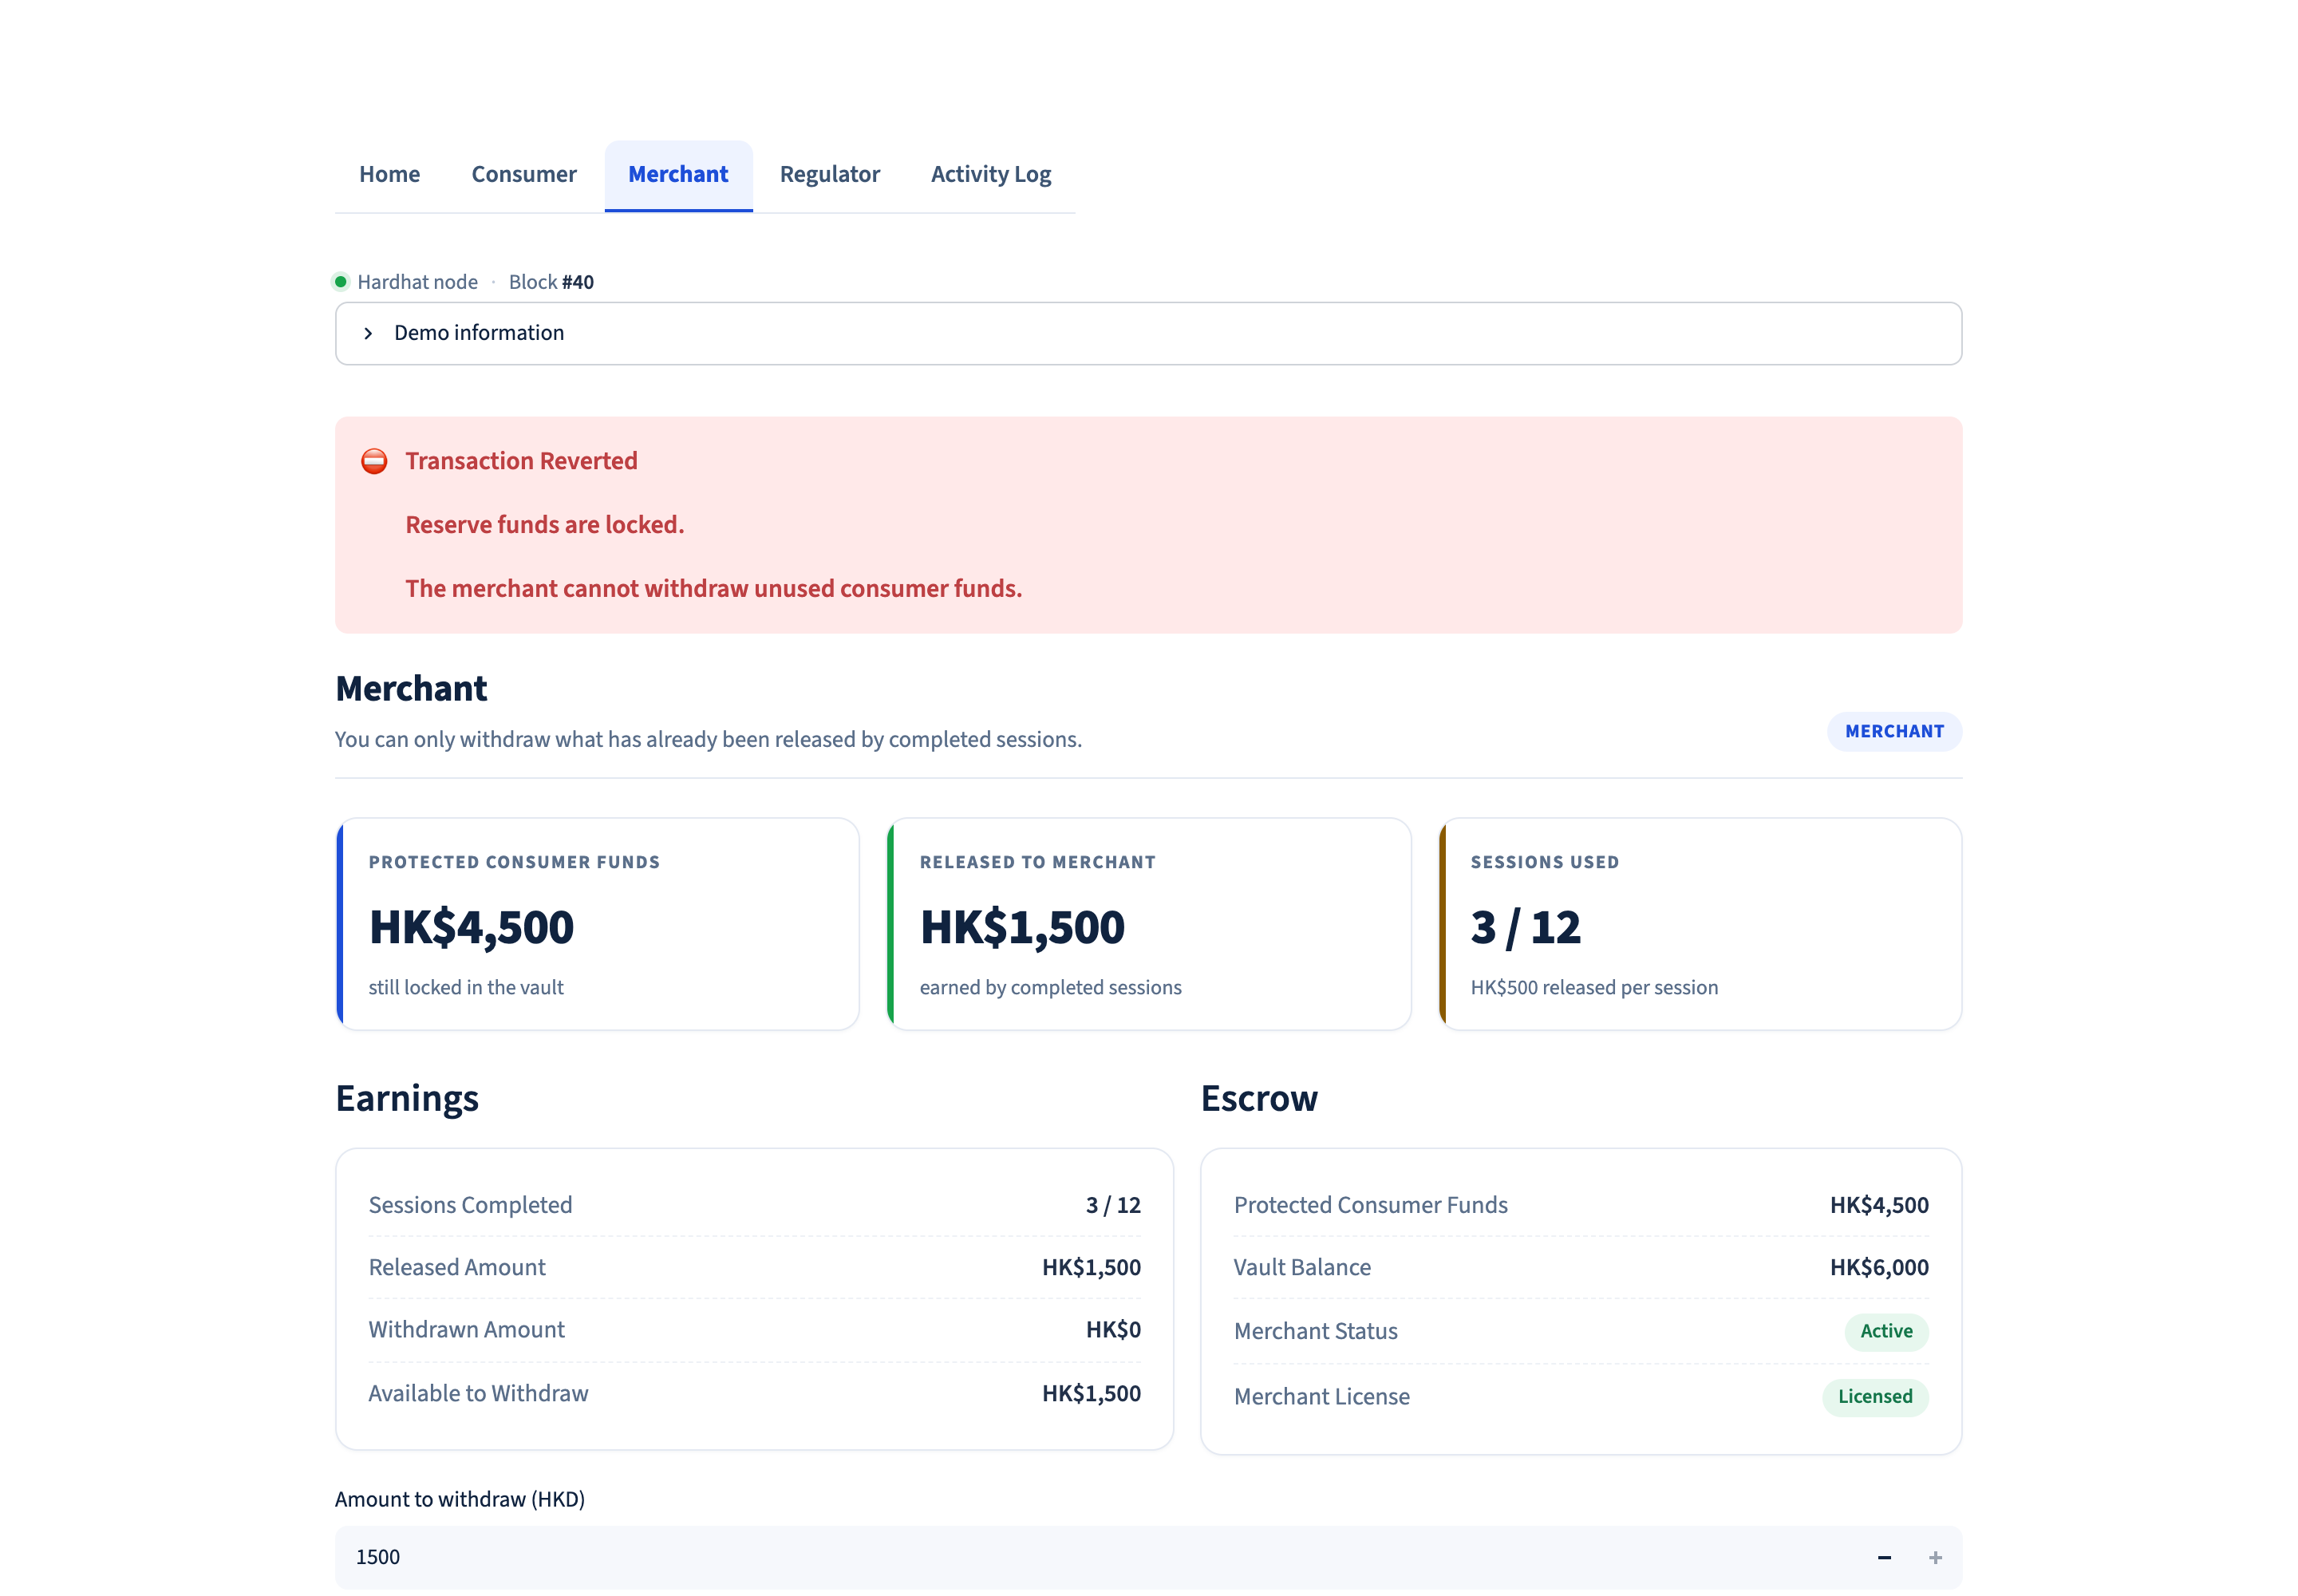 Home Consumer Merchant Regulator Activity Log
Hardhat node · Block #40
Demo information
Transaction Reverted
Reserve funds are locked.
The merchant cannot withdraw unused consumer funds.
Merchant
You can only withdraw what has already been released by completed sessions.
MERCHANT
PROTECTED CONSUMER FUNDS
HK$4,500
still locked in the vault
RELEASED TO MERCHANT
HK$1,500
earned by completed sessions
SESSIONS USED
3 / 12
HK$500 released per session
Earnings
Sessions Completed 3 / 12
Released Amount HK$1,500
Withdrawn Amount HK$0
Available to Withdraw HK$1,500
Escrow
Protected Consumer Funds HK$4,500
Vault Balance HK$6,000
Merchant Status Active
Merchant License Licensed
Amount to withdraw (HKD)
1500 − +